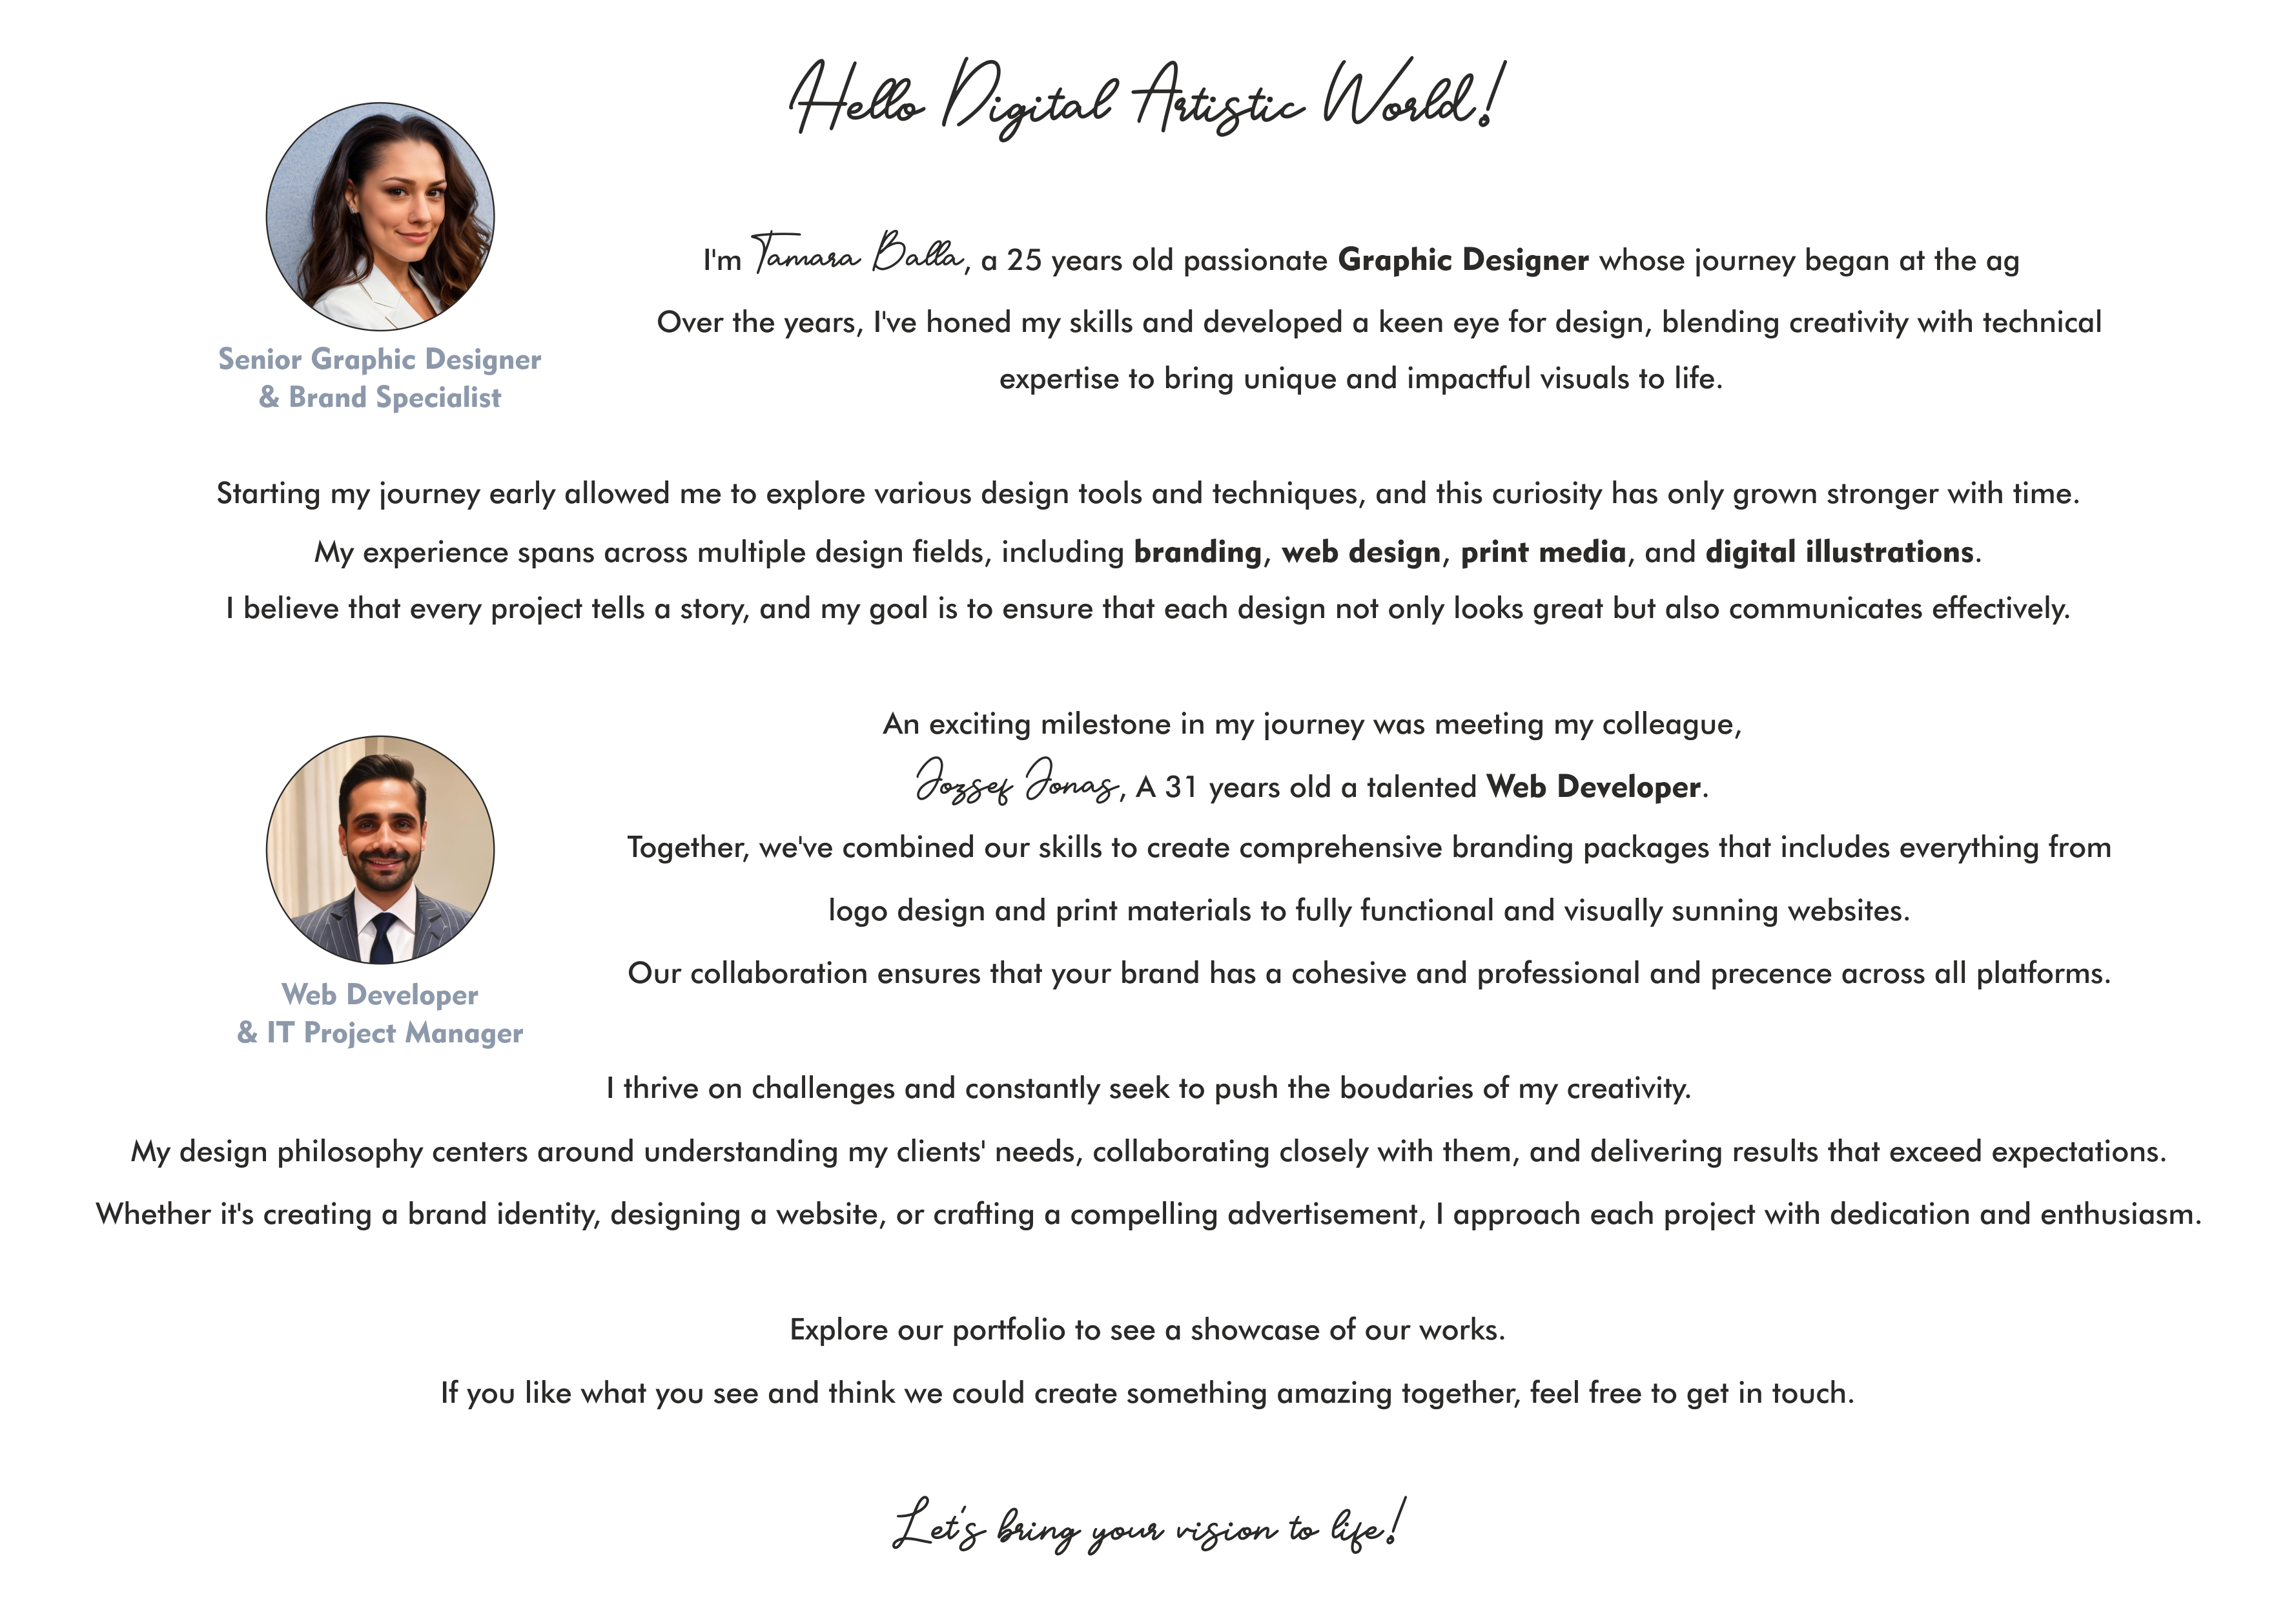 Hello Digital Artistic World!
I'm Tamara Balla, a 25 years old passionate Graphic Designer whose journey began at the ag
Over the years, I've honed my skills and developed a keen eye for design, blending creativity with technical
expertise to bring unique and impactful visuals to life.
Senior Graphic Designer
& Brand Specialist
Starting my journey early allowed me to explore various design tools and techniques, and this curiosity has only grown stronger with time.
My experience spans across multiple design fields, including branding, web design, print media, and digital illustrations.
I believe that every project tells a story, and my goal is to ensure that each design not only looks great but also communicates effectively.
An exciting milestone in my journey was meeting my colleague,
Jozsef Jonas, A 31 years old a talented Web Developer.
Together, we've combined our skills to create comprehensive branding packages that includes everything from
logo design and print materials to fully functional and visually sunning websites.
Our collaboration ensures that your brand has a cohesive and professional and precence across all platforms.
Web Developer
& IT Project Manager
I thrive on challenges and constantly seek to push the boudaries of my creativity.
My design philosophy centers around understanding my clients' needs, collaborating closely with them, and delivering results that exceed expectations.
Whether it's creating a brand identity, designing a website, or crafting a compelling advertisement, I approach each project with dedication and enthusiasm.
Explore our portfolio to see a showcase of our works.
If you like what you see and think we could create something amazing together, feel free to get in touch.
Let's bring your vision to life!